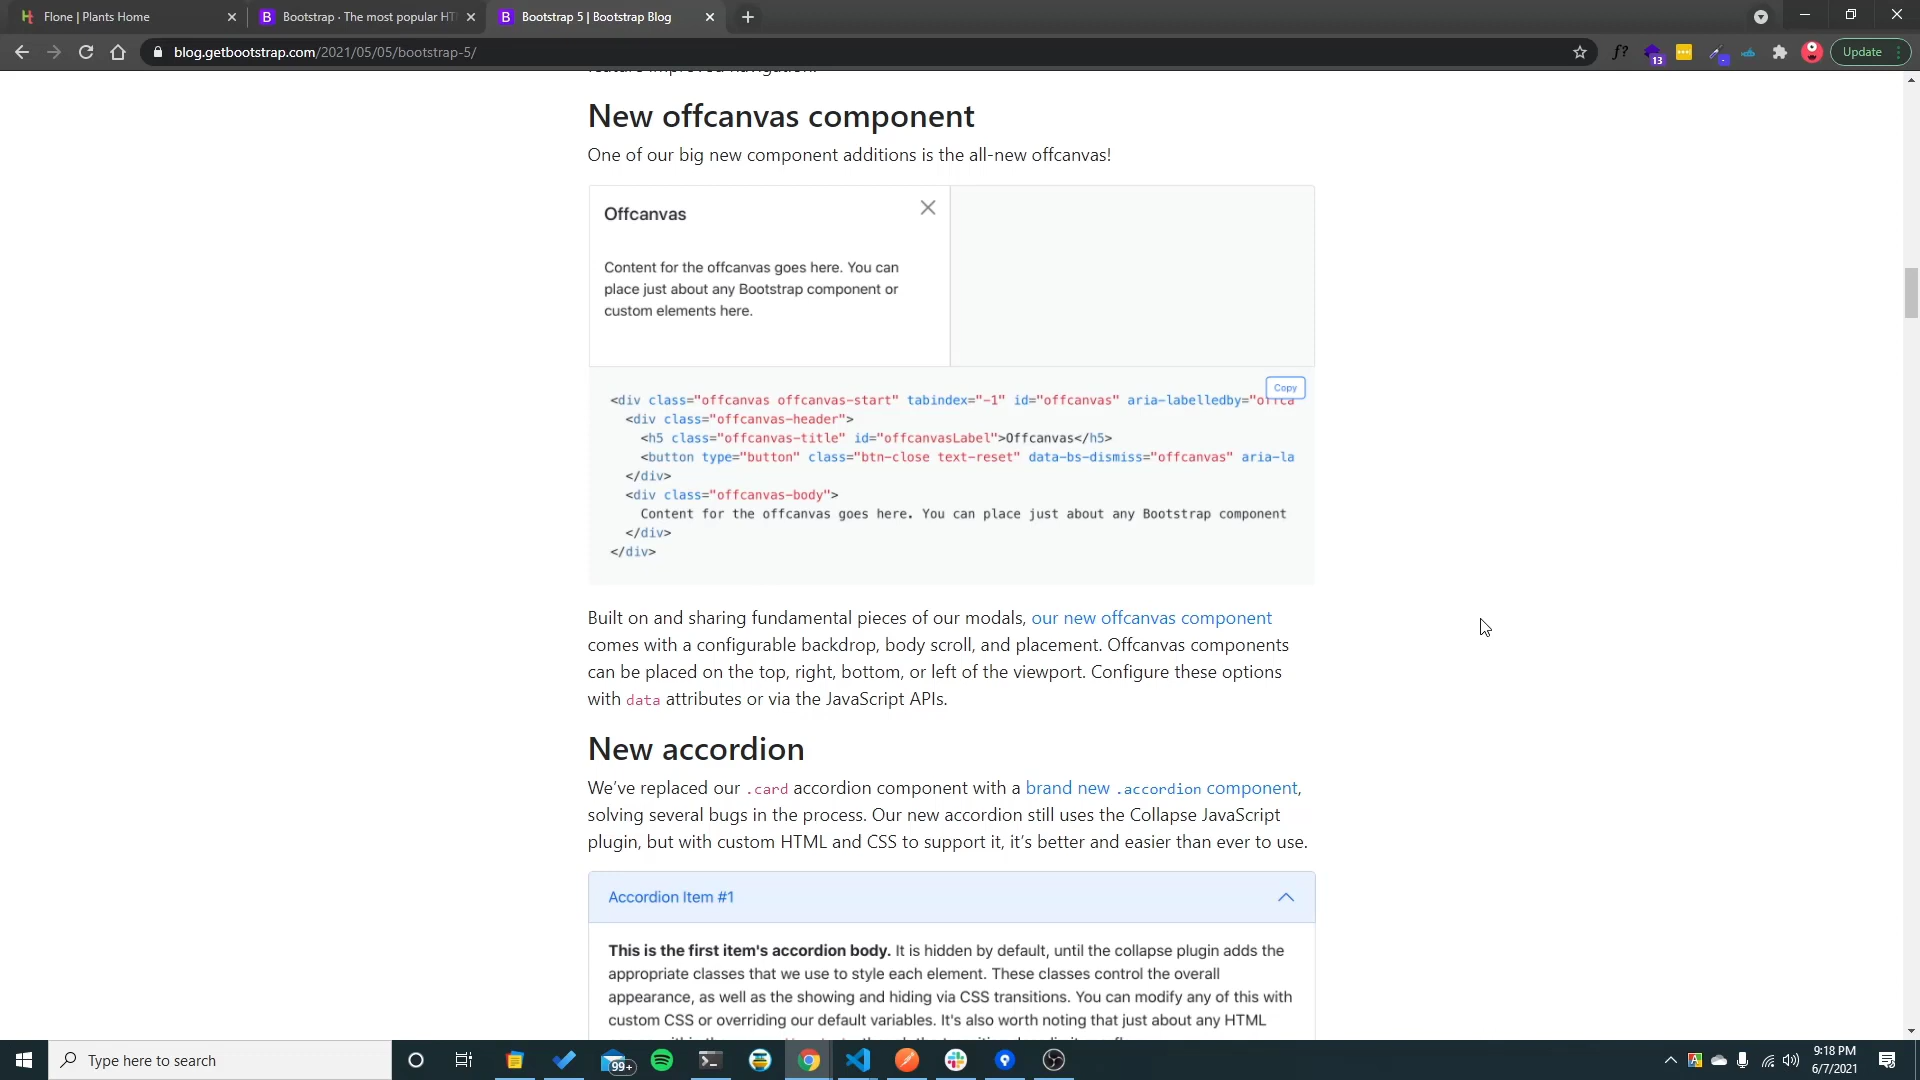 Flone | Plants Home
Bootstrap · The most popular HT
Bootstrap 5 | Bootstrap Blog
blog.getbootstrap.com/2021/05/05/bootstrap-5/
f?
13
Update
feature improved navigation.
New offcanvas component
One of our big new component additions is the all-new offcanvas!
Offcanvas
Content for the offcanvas goes here. You can
place just about any Bootstrap component or
custom elements here.
Copy
<div class="offcanvas offcanvas-start" tabindex="-1" id="offcanvas" aria-labelledby="offca
<div class="offcanvas-header">
<h5 class="offcanvas-title" id="offcanvasLabel">Offcanvas</h5>
<button type="button" class="btn-close text-reset" data-bs-dismiss="offcanvas" aria-la
</div>
<div class="offcanvas-body">
Content for the offcanvas goes here. You can place just about any Bootstrap component
</div>
</div>
Built on and sharing fundamental pieces of our modals, our new offcanvas component
comes with a configurable backdrop, body scroll, and placement. Offcanvas components
can be placed on the top, right, bottom, or left of the viewport. Configure these options
with data attributes or via the JavaScript APIs.
New accordion
We've replaced our .card accordion component with a brand new .accordion component,
solving several bugs in the process. Our new accordion still uses the Collapse JavaScript
plugin, but with custom HTML and CSS to support it, it's better and easier than ever to use.
Accordion Item #1
This is the first item's accordion body. It is hidden by default, until the collapse plugin adds the
appropriate classes that we use to style each element. These classes control the overall
appearance, as well as the showing and hiding via CSS transitions. You can modify any of this with
custom CSS or overriding our default variables. It's also worth noting that just about any HTML
Type here to search
99+
9:18 PM
6/7/2021